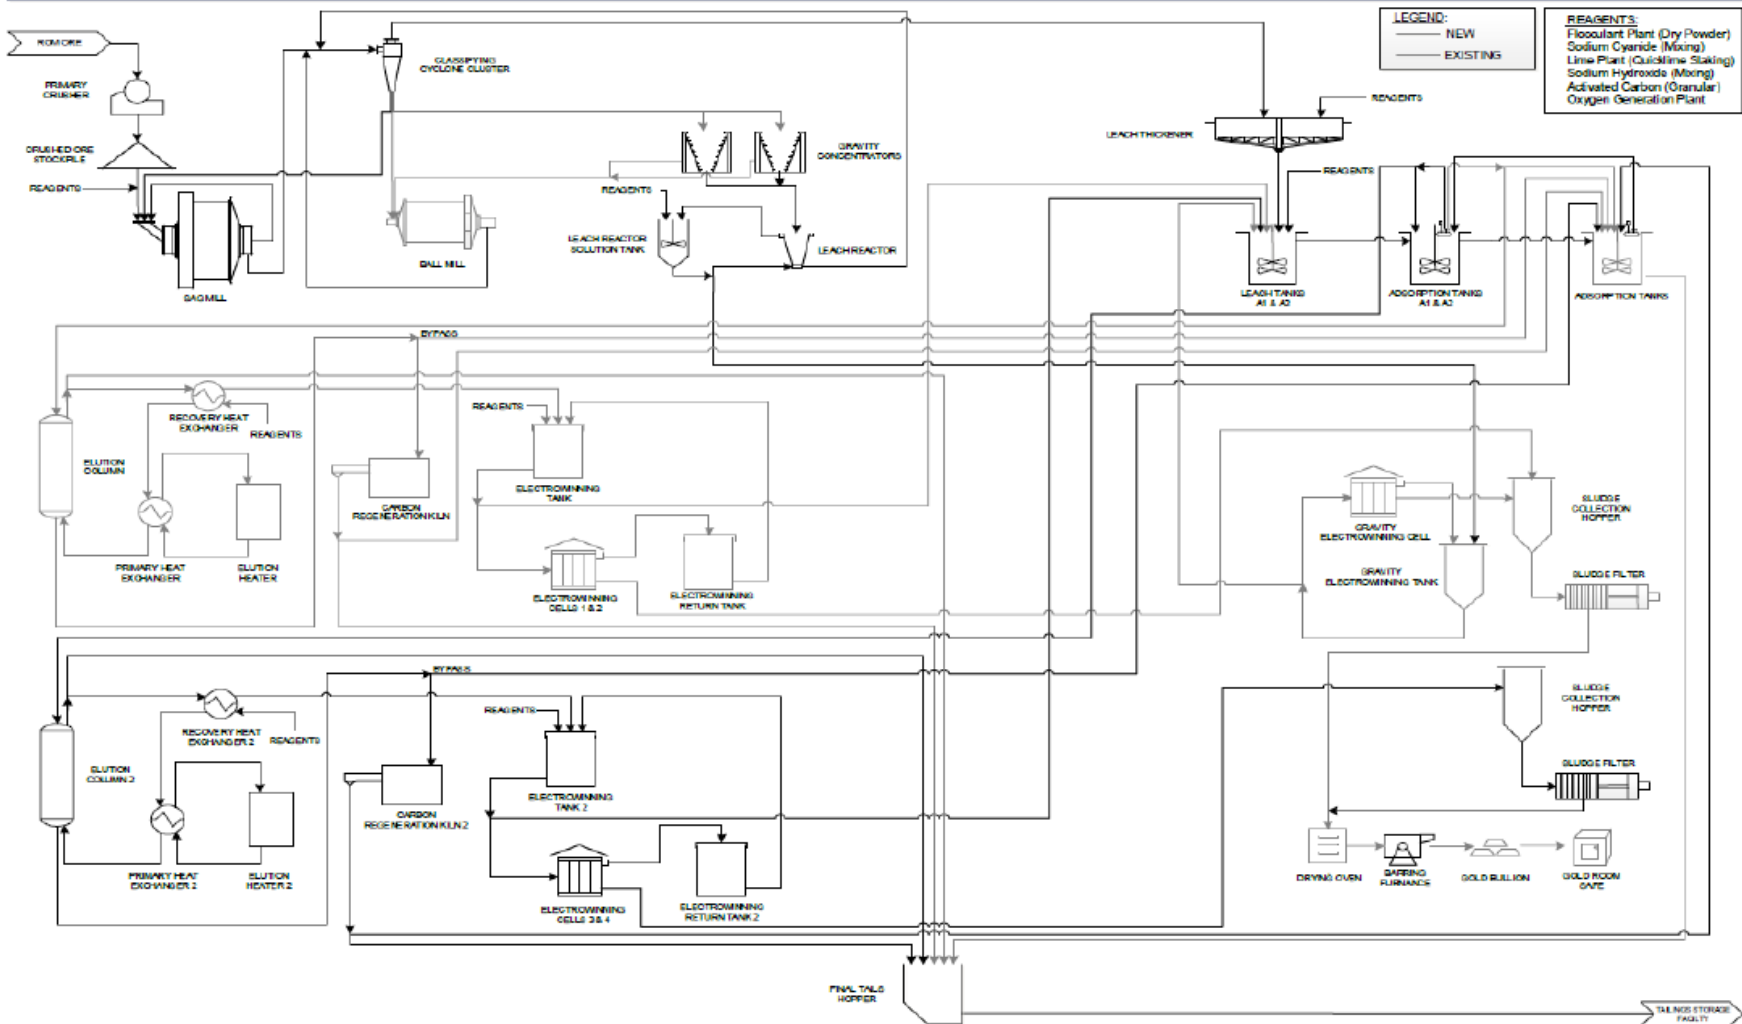 ROM ORE
PRIMARY
CRUSHER
CRUSHED ORE
STOCKPILE
REAGENTS
SAG MILL
CLASSIFYING
CYCLONE CLUSTER
BALL MILL
GRAVITY
CONCENTRATORS
REAGENTS
LEACH REACTOR
SOLUTION TANK
LEACH REACTOR
LEGEND:
NEW
EXISTING
REAGENTS:
Flocculant Plant (Dry Powder)
Sodium Cyanide (Mixing)
Lime Plant (Quicklime Slaking)
Sodium Hydroxide (Mixing)
Activated Carbon (Granular)
Oxygen Generation Plant
REAGENTS
LEACH THICKENER
REAGENTS
LEACH TANKS
A1 & A2
ADSORPTION TANKS
A1 & A2
ADSORPTION TANKS
BYPASS
RECOVERY HEAT
EXCHANGER
REAGENTS
ELUTION
COLUMN
PRIMARY HEAT
EXCHANGER
ELUTION
HEATER
CARBON
REGENERATION KILN
REAGENTS
ELECTROWINNING
TANK
ELECTROWINNING
CELLS 1 & 2
ELECTROWINNING
RETURN TANK
GRAVITY
ELECTROWINNING CELL
GRAVITY
ELECTROWINNING TANK
SLUDGE
COLLECTION
HOPPER
SLUDGE FILTER
BYPASS
RECOVERY HEAT
EXCHANGER 2
REAGENTS
ELUTION
COLUMN 2
PRIMARY HEAT
EXCHANGER 2
ELUTION
HEATER 2
CARBON
REGENERATION KILN 2
REAGENTS
ELECTROWINNING
TANK 2
ELECTROWINNING
CELLS 3 & 4
ELECTROWINNING
RETURN TANK 2
SLUDGE
COLLECTION
HOPPER
SLUDGE FILTER
DRYING OVEN
BARRING
FURNANCE
GOLD BULLION
GOLD ROOM
SAFE
FINAL TAILS
HOPPER
TAILINGS STORAGE
FACILITY